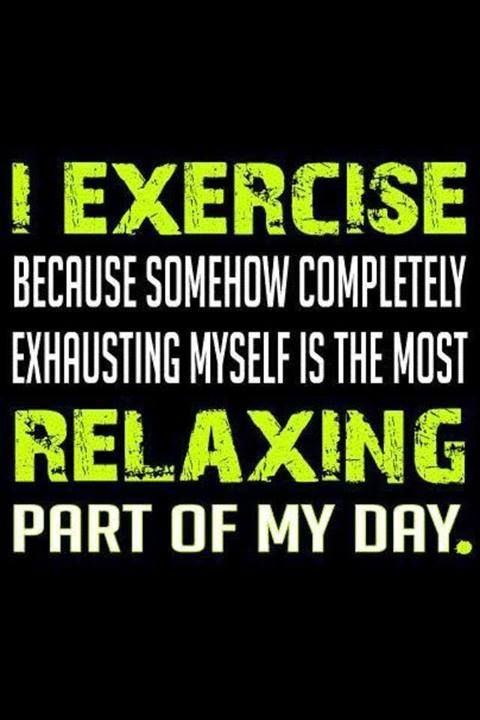 I EXERCISE
BECAUSE SOMEHOW COMPLETELY
EXHAUSTING MYSELF IS THE MOST
RELAXING
PART OF MY DAY.